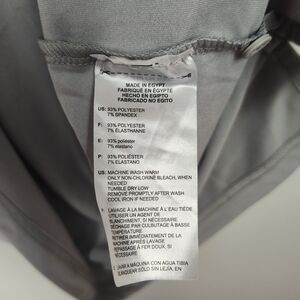 MADE IN EGYPT
FABRIQUÉ EN ÉGYPTE
HECHO EN EGIPTO
FABRICADO NO EGITO
US: 93% POLYESTER
7% SPANDEX
F: 93% POLYESTER
7% ÉLASTHANNE
E: 93% poliéster
7% elastano
P: 93% POLIÉSTER
7% elastano
US: MACHINE WASH WARM
ONLY NON-CHLORINE BLEACH, WHEN
NEEDED
TUMBLE DRY LOW
REMOVE PROMPTLY AFTER WASH
COOL IRON IF NEEDED
LAVAGE À LA MACHINE À L'EAU TIÈDE
UTILISER UN AGENT DE
BLANCHIMENT, SI NÉCESSAIRE
SÉCHAGE PAR CULBUTAGE À BASSE
TEMPÉRATURE
RETIRER IMMÉDIATEMENT DE LA
MACHINE APRÈS LAVAGE
REPASSAGE À FER DOUX, SI
NÉCESSAIRE
LAVAR A MÁQUINA CON AGUA TIBIA
BLANQUEAR SÓLO SIN LEJÍA, EN